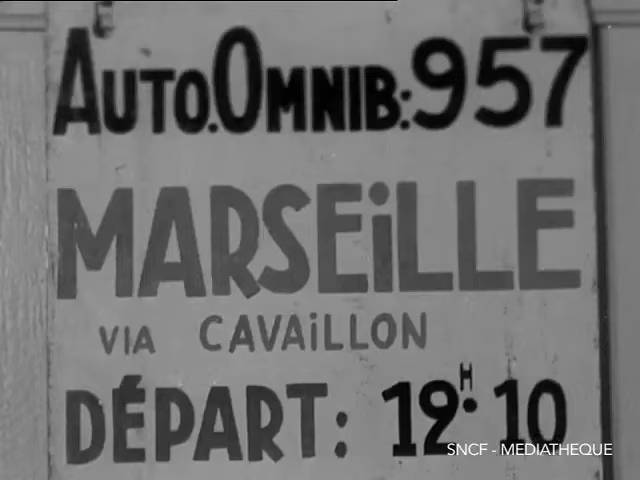 AUTO.OMNIB:957
MARSEiLLE
VIA CAVAiLLON
DÉPART: 12H10
SNCF - MEDIATHEQUE